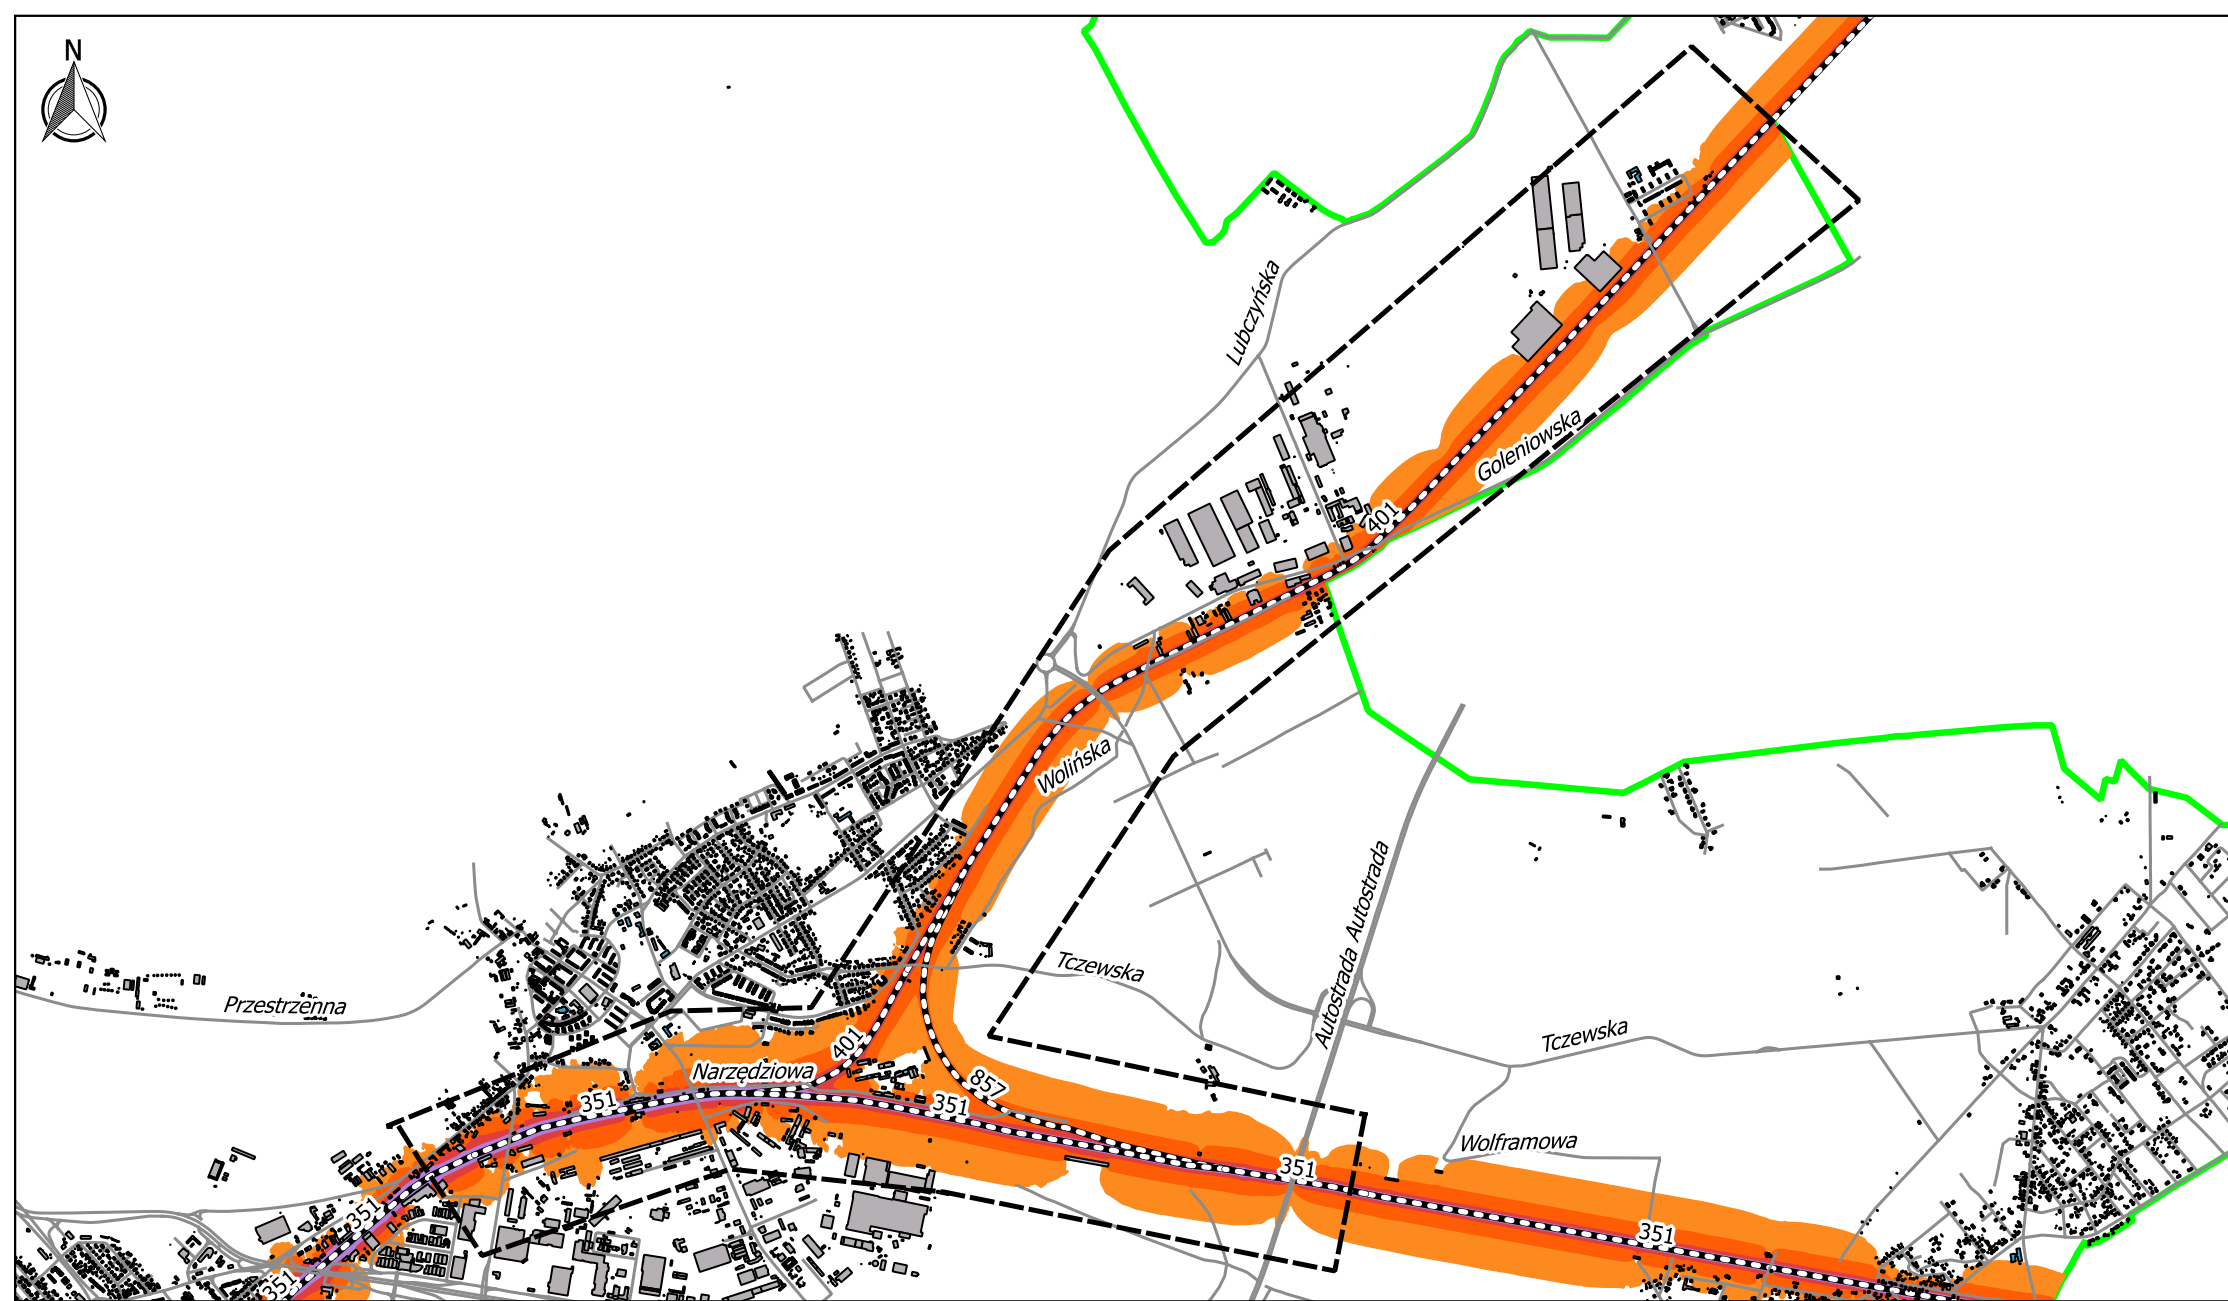 N
Lubczyńska
Goleniowska
401
Wolińska
Autostrada Autostrada
Tczewska
Przestrzenna
Tczewska
401
Narzędziowa
857
351
351
Wolframowa
351
351
351
351